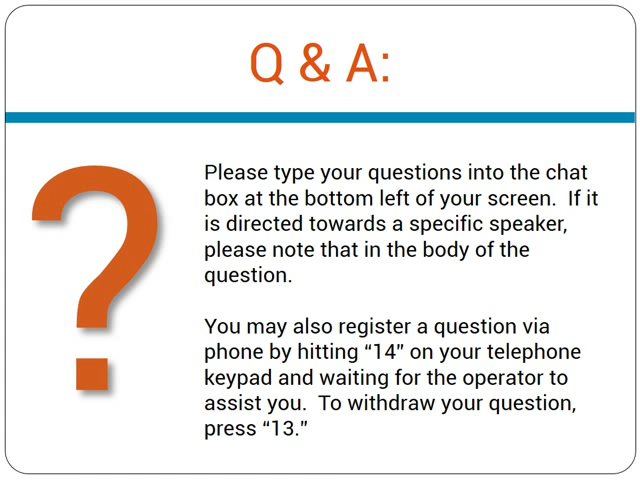 Q & A:
?
Please type your questions into the chat
box at the bottom left of your screen.  If it
is directed towards a specific speaker,
please note that in the body of the
question.
You may also register a question via
phone by hitting “14” on your telephone
keypad and waiting for the operator to
assist you.  To withdraw your question,
press “13.”